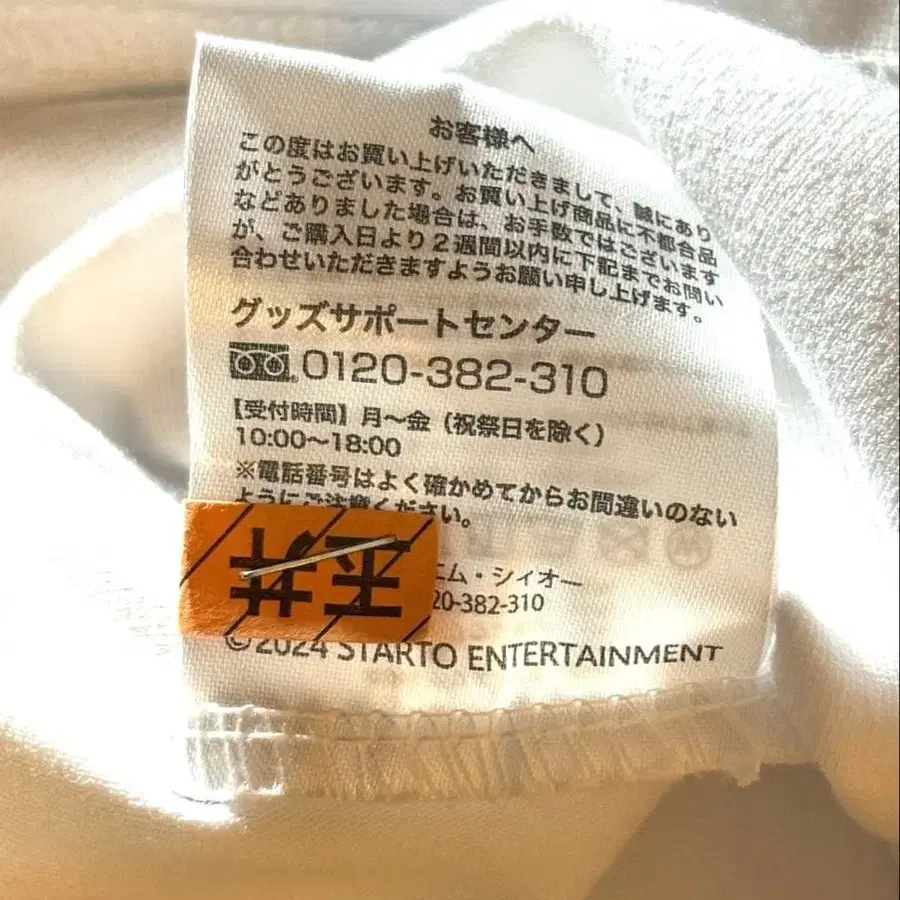 お客様へ
この度はお買い上げいただきまして、誠にあり
がとうございます。お買い上げ商品に不都合品
などありました場合は、お手数ではございます
が、ご購入日より2週間以内に下記までお問い
合わせいただきますようお願い申し上げます。
グッズサポートセンター
0120-382-310
【受付時間】月～金（祝祭日を除く）
10:00～18:00
※電話番号はよく確かめてからお間違いのない
ようにご注意ください。
エム・シィオー
20-382-310
©2024 STARTO ENTERTAINMENT